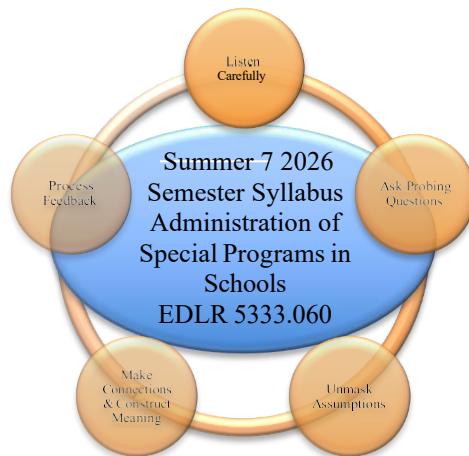 Listen
Carefully
Summer 7 2026
Semester Syllabus
Administration of
Special Programs in
Schools
EDLR 5333.060
Ask Probing
Questions
Unmask
Assumptions
Make
Connections
& Construct
Meaning
Process
Feedback